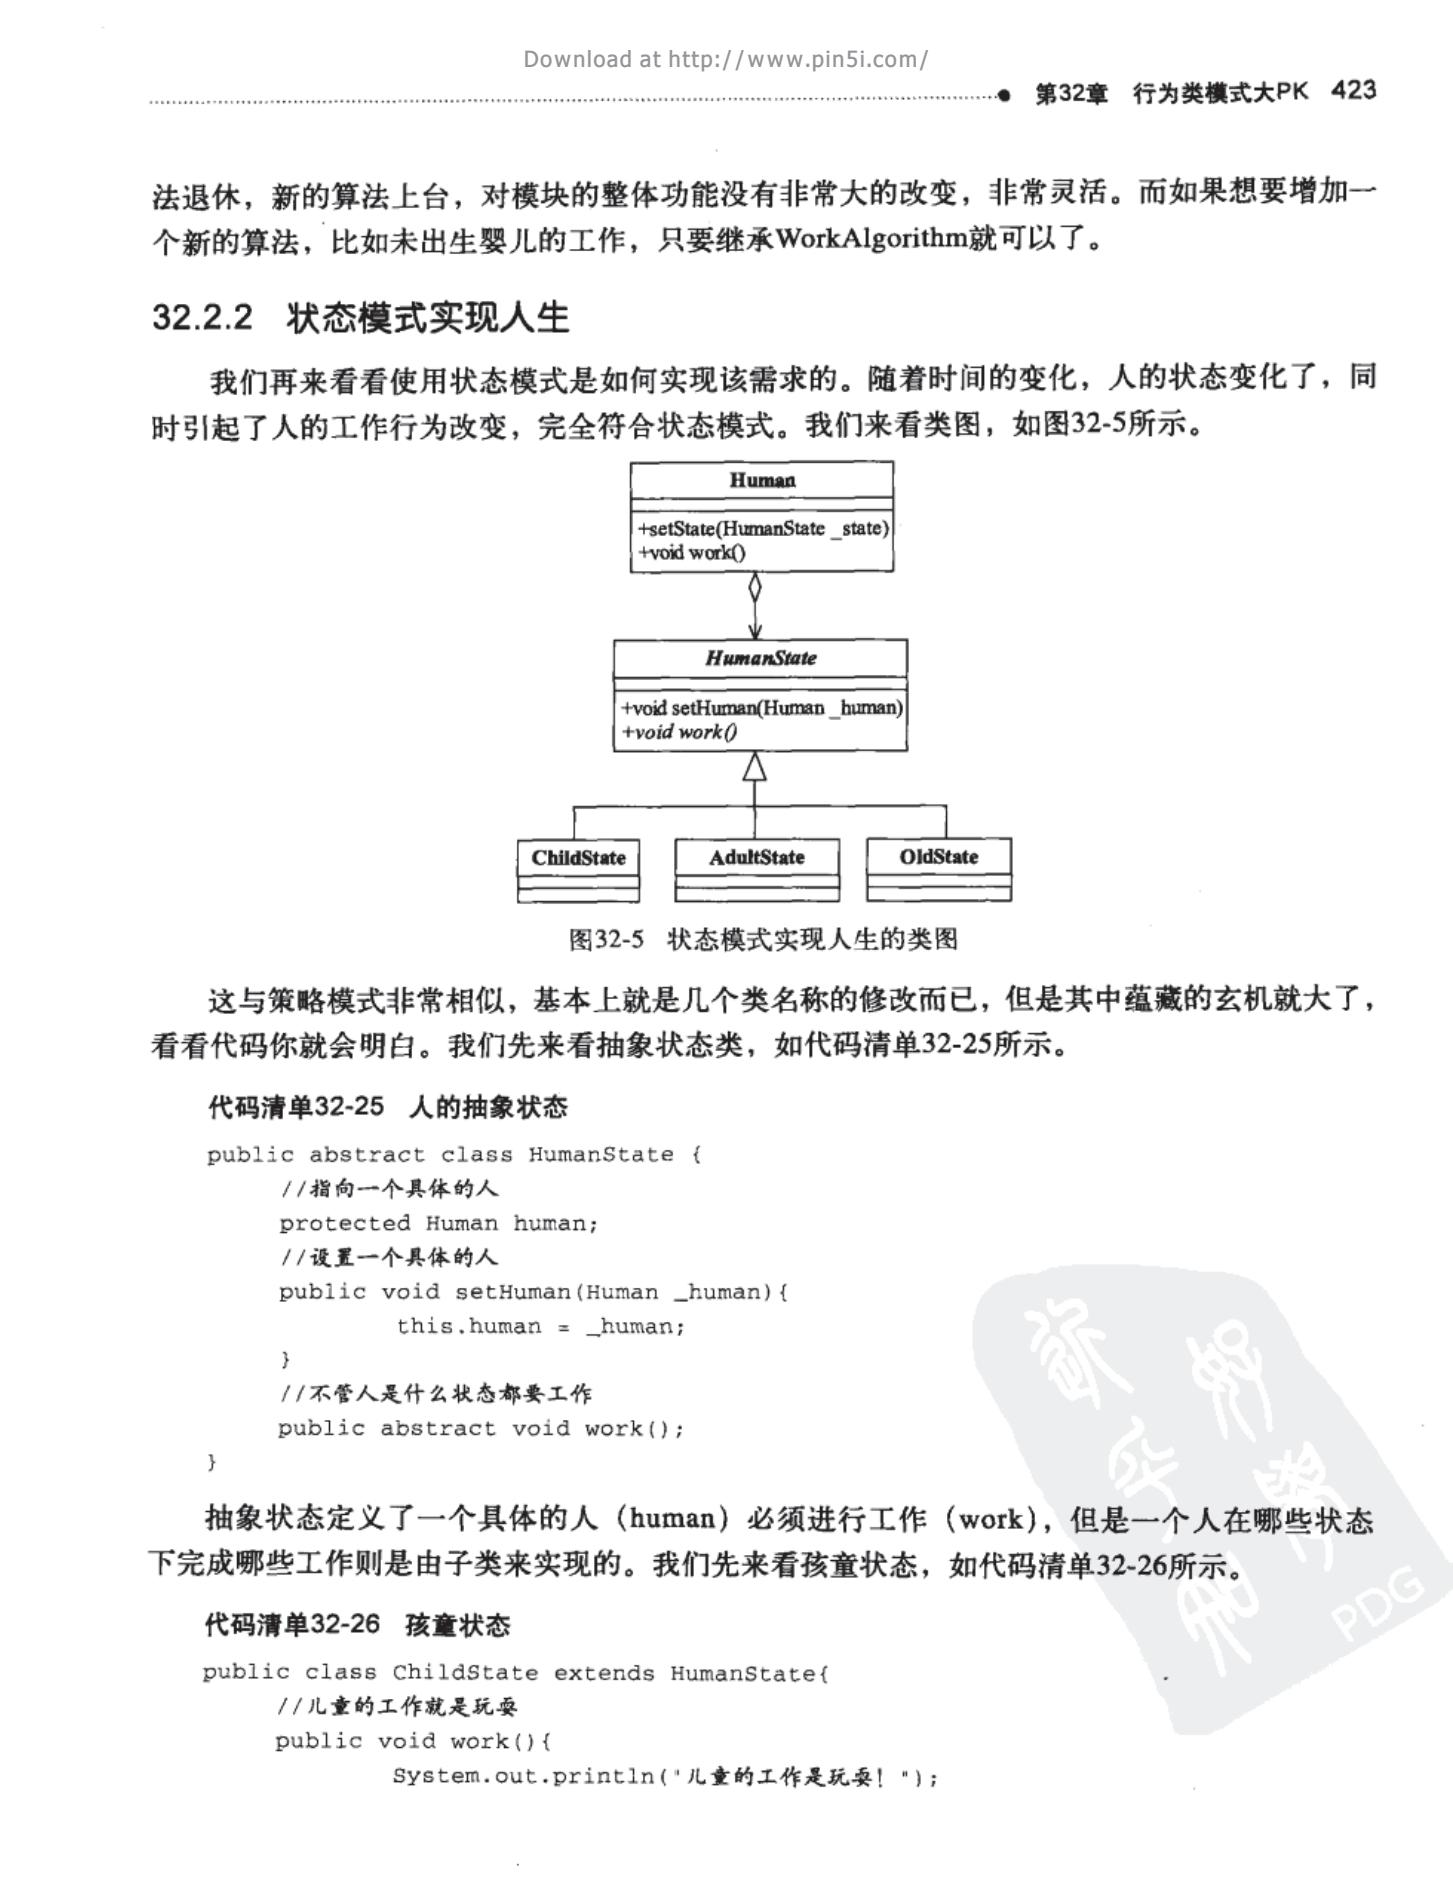 Download at http://www.pin5i.com/
第32章 行为类模式大PK 423
法退休，新的算法上台，对模块的整体功能没有非常大的改变，非常灵活。而如果想要增加一
个新的算法，比如未出生婴儿的工作，只要继承WorkAlgorithm就可以了。
32.2.2 状态模式实现人生
我们再来看看使用状态模式是如何实现该需求的。随着时间的变化，人的状态变化了，同
时引起了人的工作行为改变，完全符合状态模式。我们来看类图，如图32-5所示。
Human
+setState(HumanState _state)
+void work()
HumanState
+void setHuman(Human _human)
+void work()
ChildState AdultState OldState
图32-5 状态模式实现人生的类图
这与策略模式非常相似，基本上就是几个类名称的修改而已，但是其中蕴藏的玄机就大了，
看看代码你就会明白。我们先来看抽象状态类，如代码清单32-25所示。
代码清单32-25 人的抽象状态
public abstract class HumanState {
//指向一个具体的人
protected Human human;
//设置一个具体的人
public void setHuman(Human _human){
this.human = _human;
}
//不管人是什么状态都要工作
public abstract void work();
}
抽象状态定义了一个具体的人（human）必须进行工作（work），但是一个人在哪些状态
下完成哪些工作则是由子类来实现的。我们先来看孩童状态，如代码清单32-26所示。
PDG
代码清单32-26 孩童状态
public class ChildState extends HumanState{
//儿童的工作就是玩耍
public void work(){
System.out.println("儿童的工作是玩耍！");